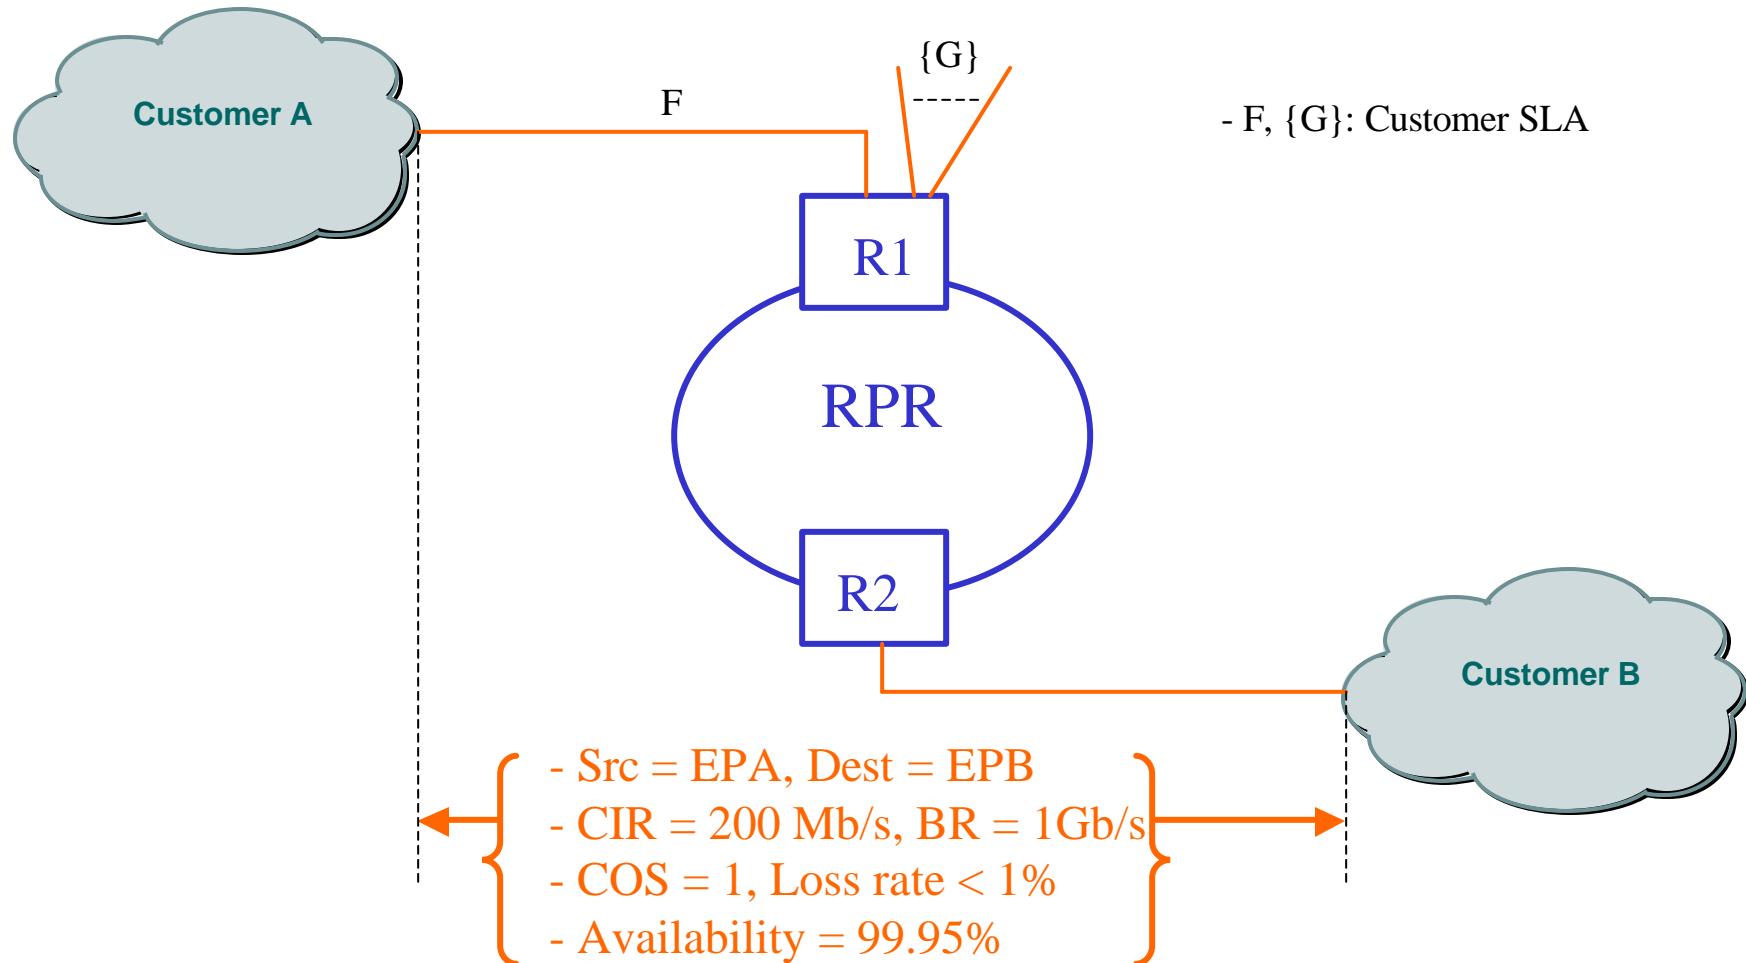 {G}
F
Customer A
- F, {G}: Customer SLA
R1
RPR
R2
Customer B
- Src = EPA, Dest = EPB
- CIR = 200 Mb/s, BR = 1Gb/s
- COS = 1, Loss rate < 1%
- Availability = 99.95%